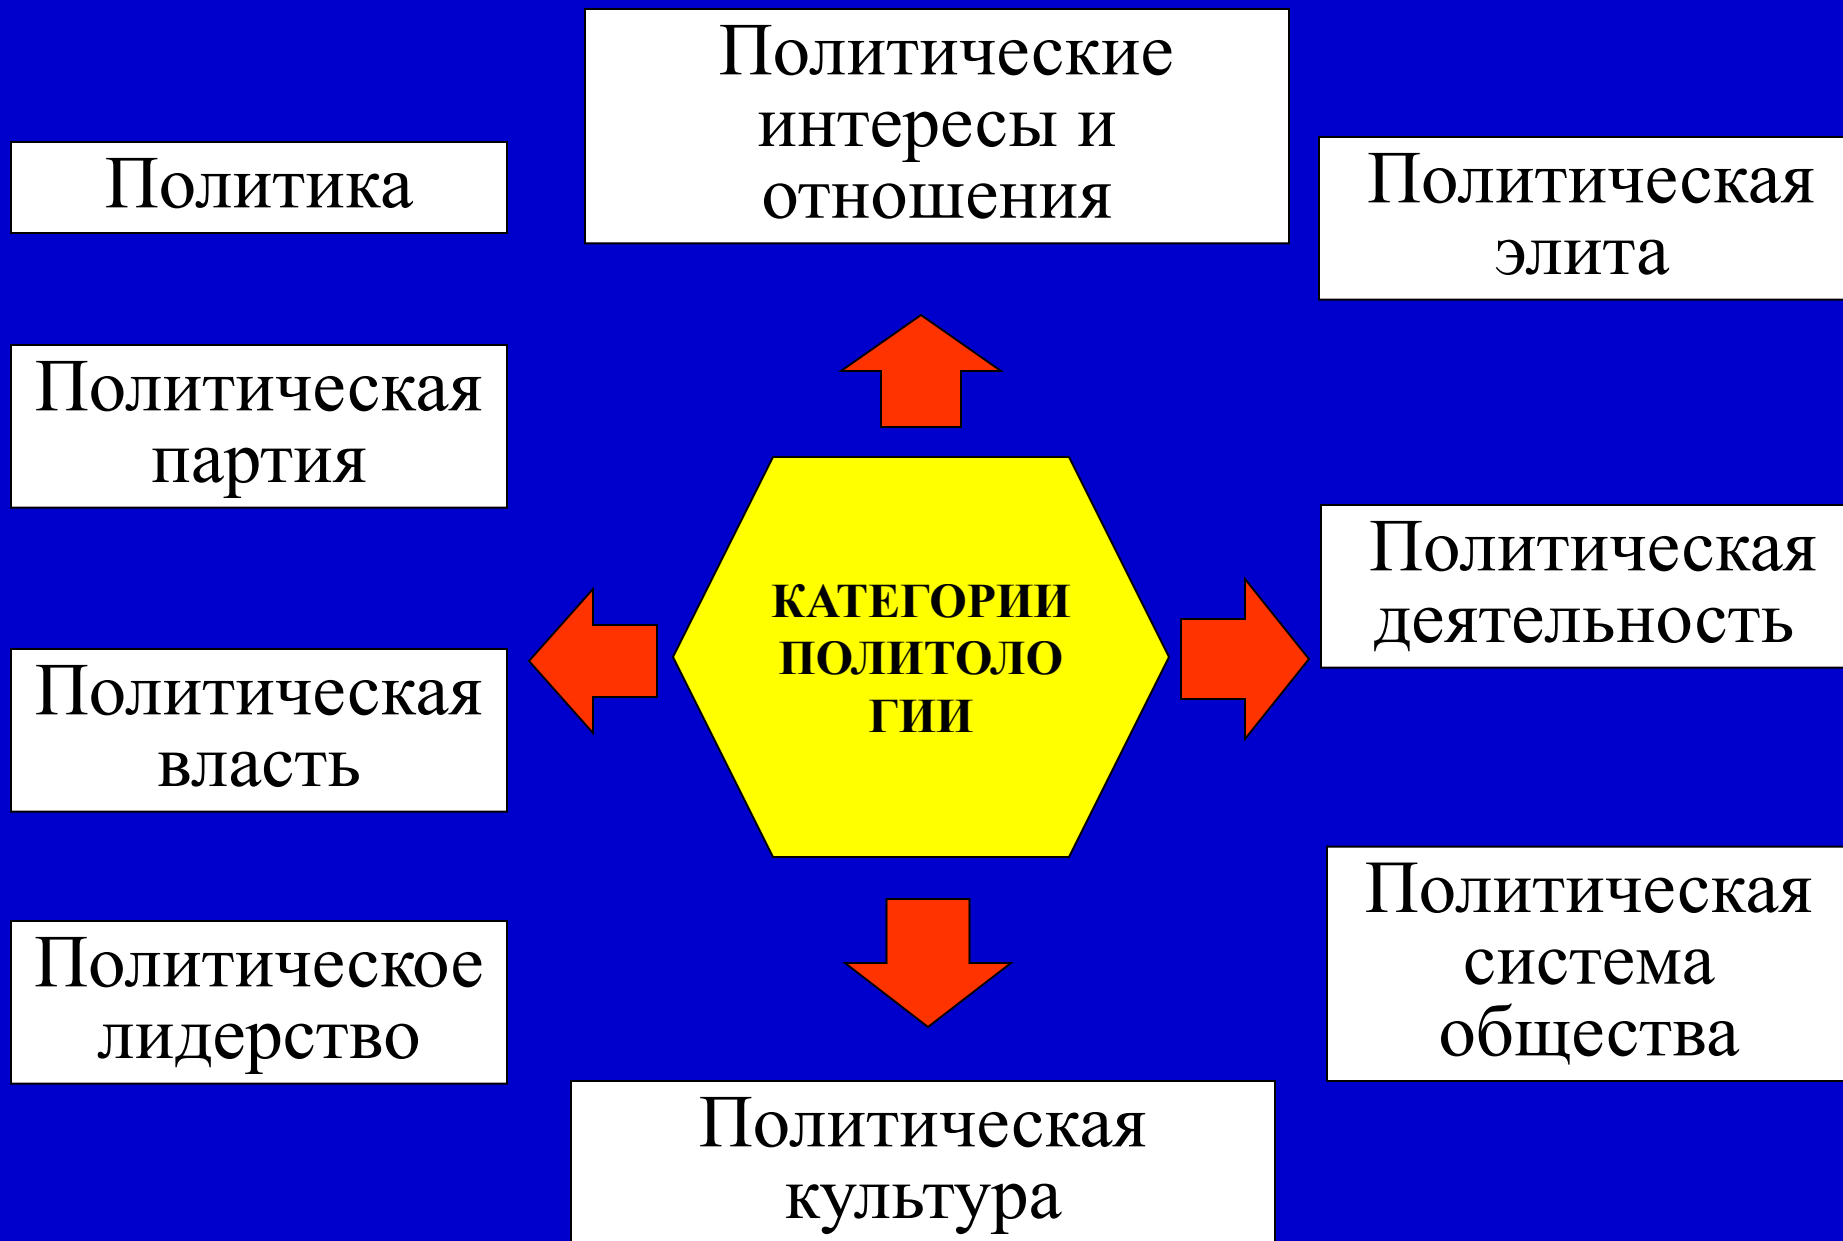 Политические
интересы и
отношения
Политика
Политическая
элита
Политическая
партия
КАТЕГОРИИ
ПОЛИТОЛО
ГИИ
Политическая
деятельность
Политическая
власть
Политическая
система
общества
Политическое
лидерство
Политическая
культура